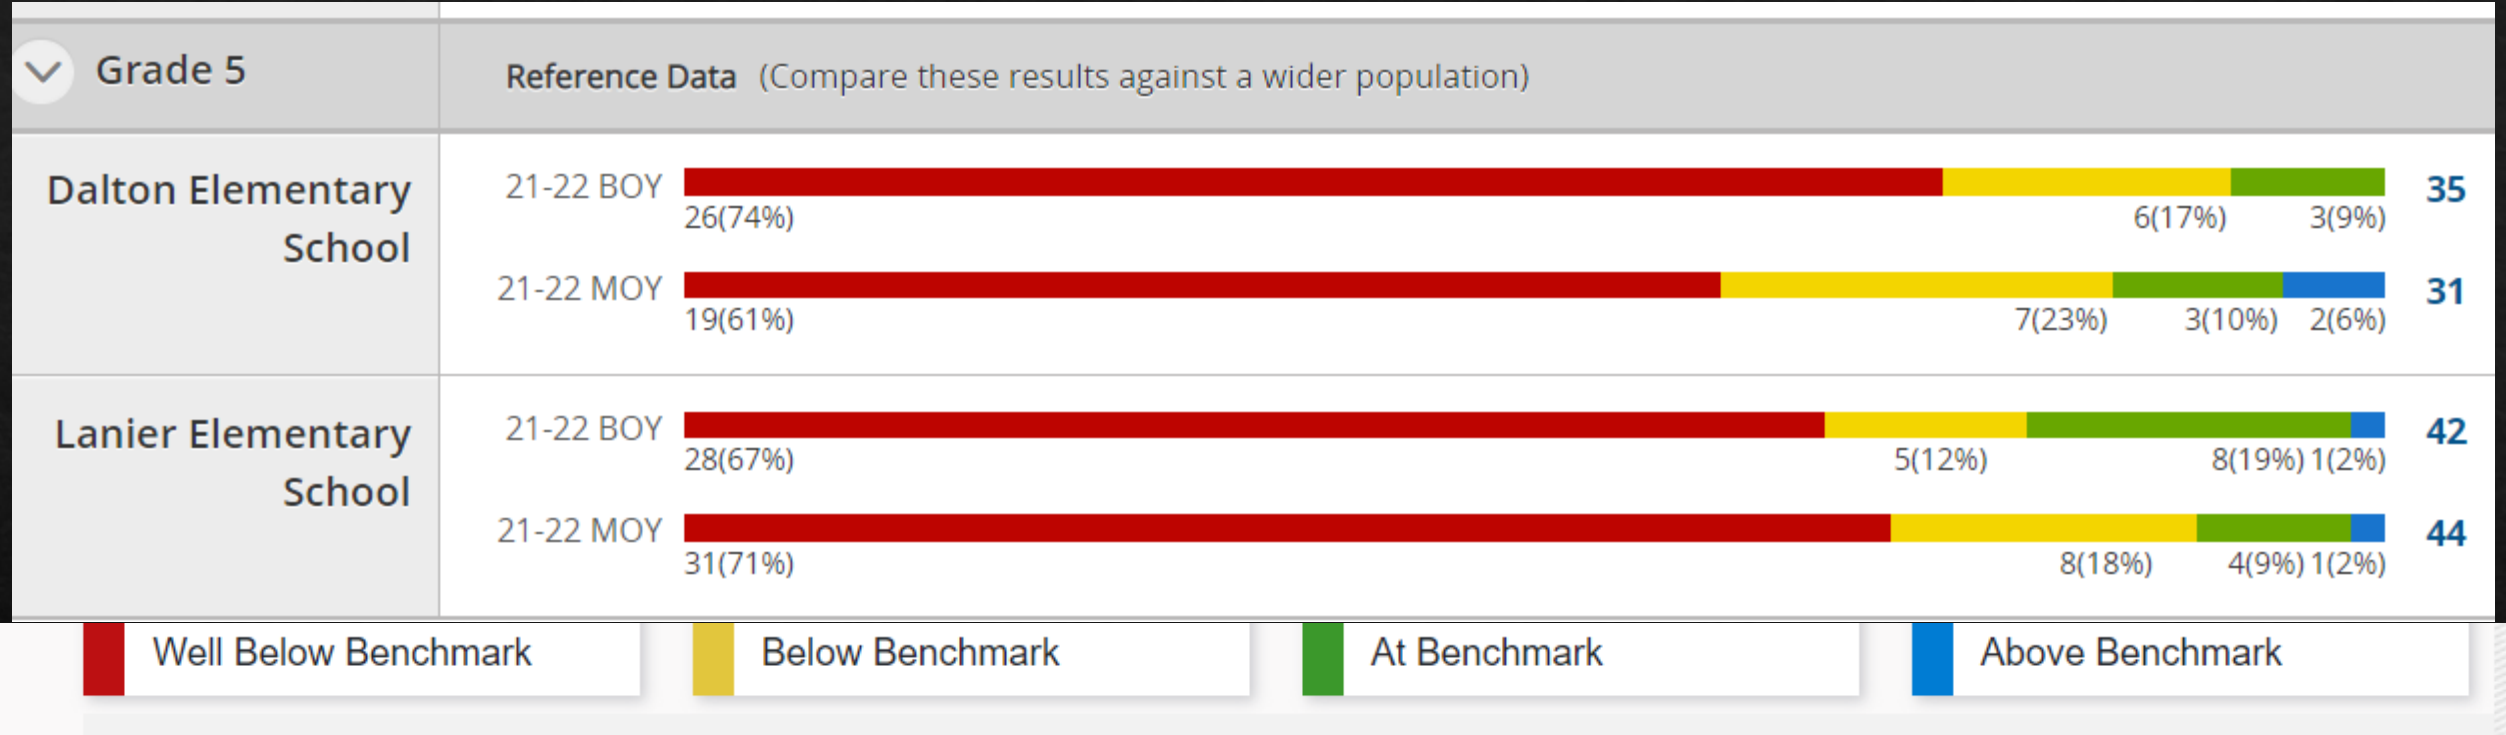 Grade 5
Reference Data (Compare these results against a wider population)
Dalton Elementary
School
21-22 BOY
35
26(74%) 6(17%) 3(9%)
21-22 MOY
31
19(61%) 7(23%) 3(10%) 2(6%)
Lanier Elementary
School
21-22 BOY
42
28(67%) 5(12%) 8(19%) 1(2%)
21-22 MOY
44
31(71%) 8(18%) 4(9%) 1(2%)
Well Below Benchmark
Below Benchmark
At Benchmark
Above Benchmark